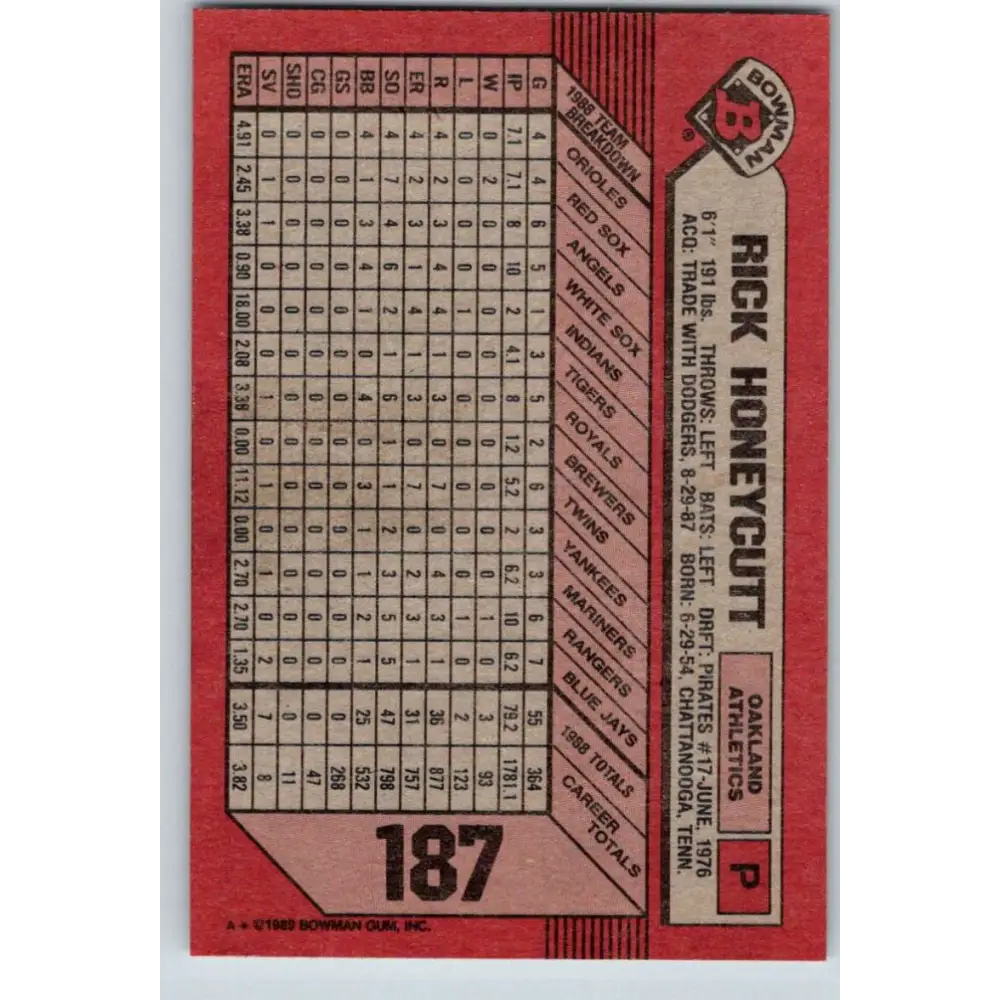 BOWMAN
B
®
RICK HONEYCUTT
OAKLAND
ATHLETICS
P
6'1" 191 lbs. THROWS: LEFT BATS: LEFT DRFT: PIRATES #17-JUNE, 1976
ACQ: TRADE WITH DODGERS, 8-29-87 BORN: 6-29-54, CHATTANOOGA, TENN.
1988 TEAM
BREAKDOWN
ORIOLES
RED SOX
ANGELS
WHITE SOX
INDIANS
TIGERS
ROYALS
BREWERS
TWINS
YANKEES
MARINERS
RANGERS
BLUE JAYS
1988 TOTALS
CAREER
TOTALS
G 4 4 6 5 1 3 5 2 6 3 3 6 7 55 364
IP 7.1 7.1 8 10 2 4.1 8 1.2 5.2 2 6.2 10 6.2 79.2 1781.1
W 0 2 0 0 0 0 0 0 0 0 0 1 0 3 93
L 0 0 0 0 1 0 0 0 0 0 0 1 0 2 123
R 4 2 3 4 4 1 3 0 7 0 4 3 1 36 877
ER 4 2 3 1 4 1 3 0 7 0 2 3 1 31 757
SO 4 7 4 6 2 1 6 1 1 2 3 5 5 47 798
BB 4 1 3 4 1 0 4 0 3 0 1 2 1 25 532
GS 0 0 0 0 0 0 0 0 0 0 0 0 0 0 268
CG 0 0 0 0 0 0 0 0 0 0 0 0 0 0 47
SHO 0 0 0 0 0 0 0 0 0 0 0 0 0 0 11
SV 0 1 1 0 0 0 1 0 1 0 1 0 2 7 8
ERA 4.91 2.45 3.38 0.90 18.00 2.08 3.38 0.00 11.12 0.00 2.70 2.70 1.35 3.50 3.82
187
A * ©1989 BOWMAN GUM, INC.